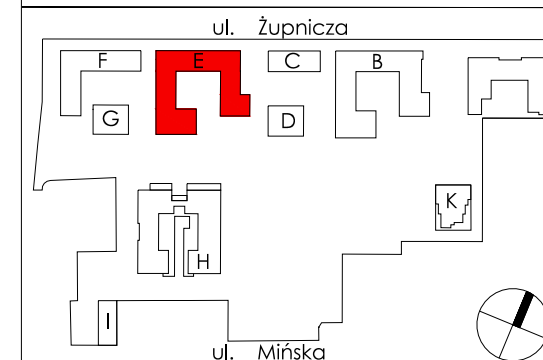 ul. Żupnicza
F E C B
G D
K
H
I
ul. Mińska